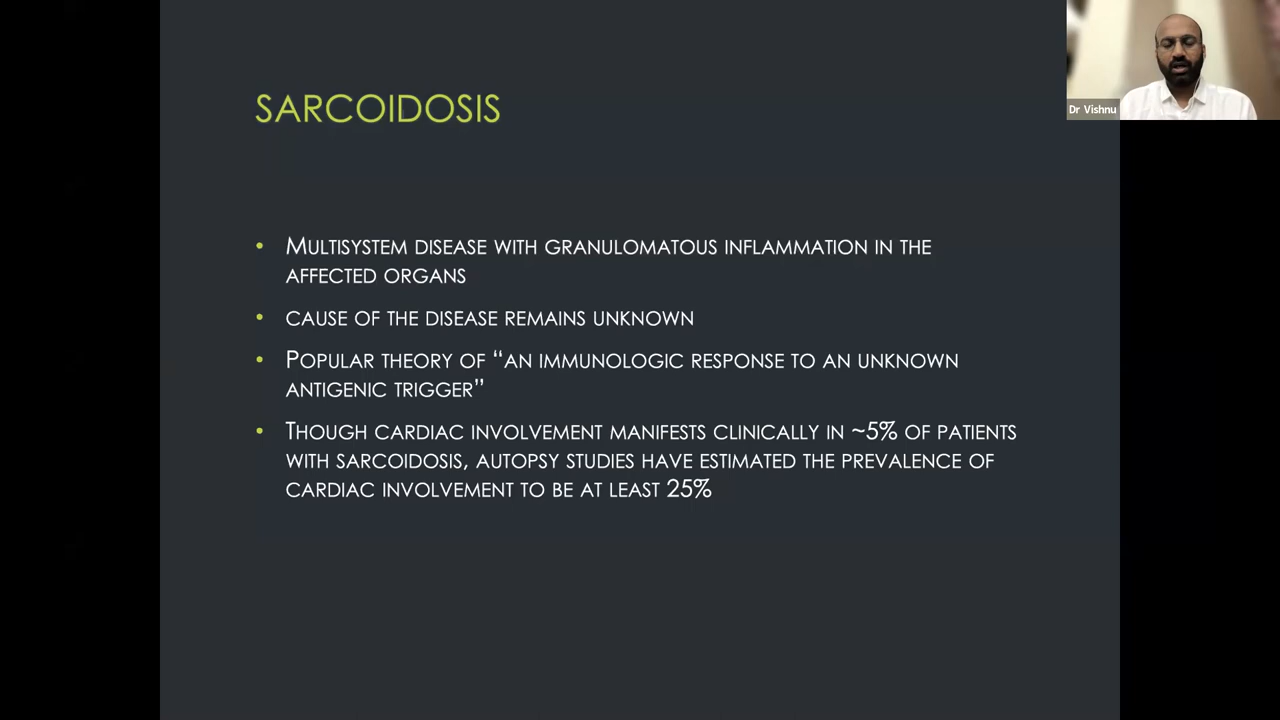 SARCOIDOSIS
Dr Vishnu
• MULTISYSTEM DISEASE WITH GRANULOMATOUS INFLAMMATION IN THE
AFFECTED ORGANS
• CAUSE OF THE DISEASE REMAINS UNKNOWN
• POPULAR THEORY OF “AN IMMUNOLOGIC RESPONSE TO AN UNKNOWN
ANTIGENIC TRIGGER”
• THOUGH CARDIAC INVOLVEMENT MANIFESTS CLINICALLY IN ~5% OF PATIENTS
WITH SARCOIDOSIS, AUTOPSY STUDIES HAVE ESTIMATED THE PREVALENCE OF
CARDIAC INVOLVEMENT TO BE AT LEAST 25%